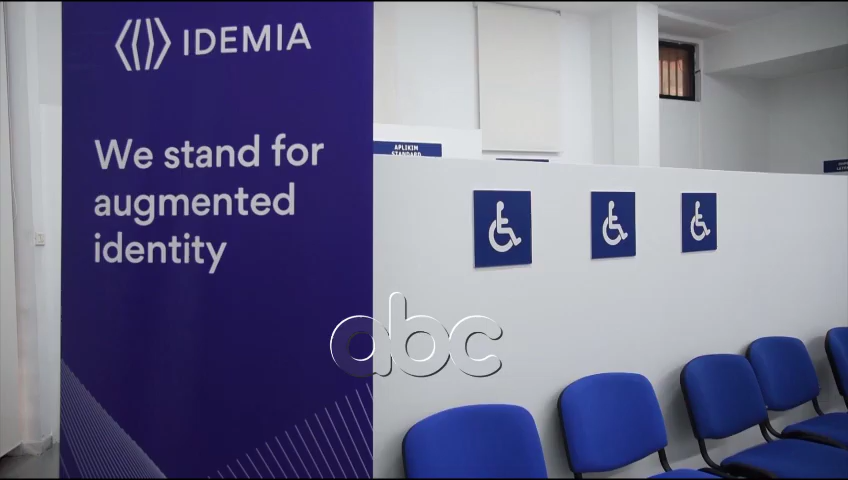 IDEMIA
We stand for
augmented
identity
APLIKIM
STANDARD
abc